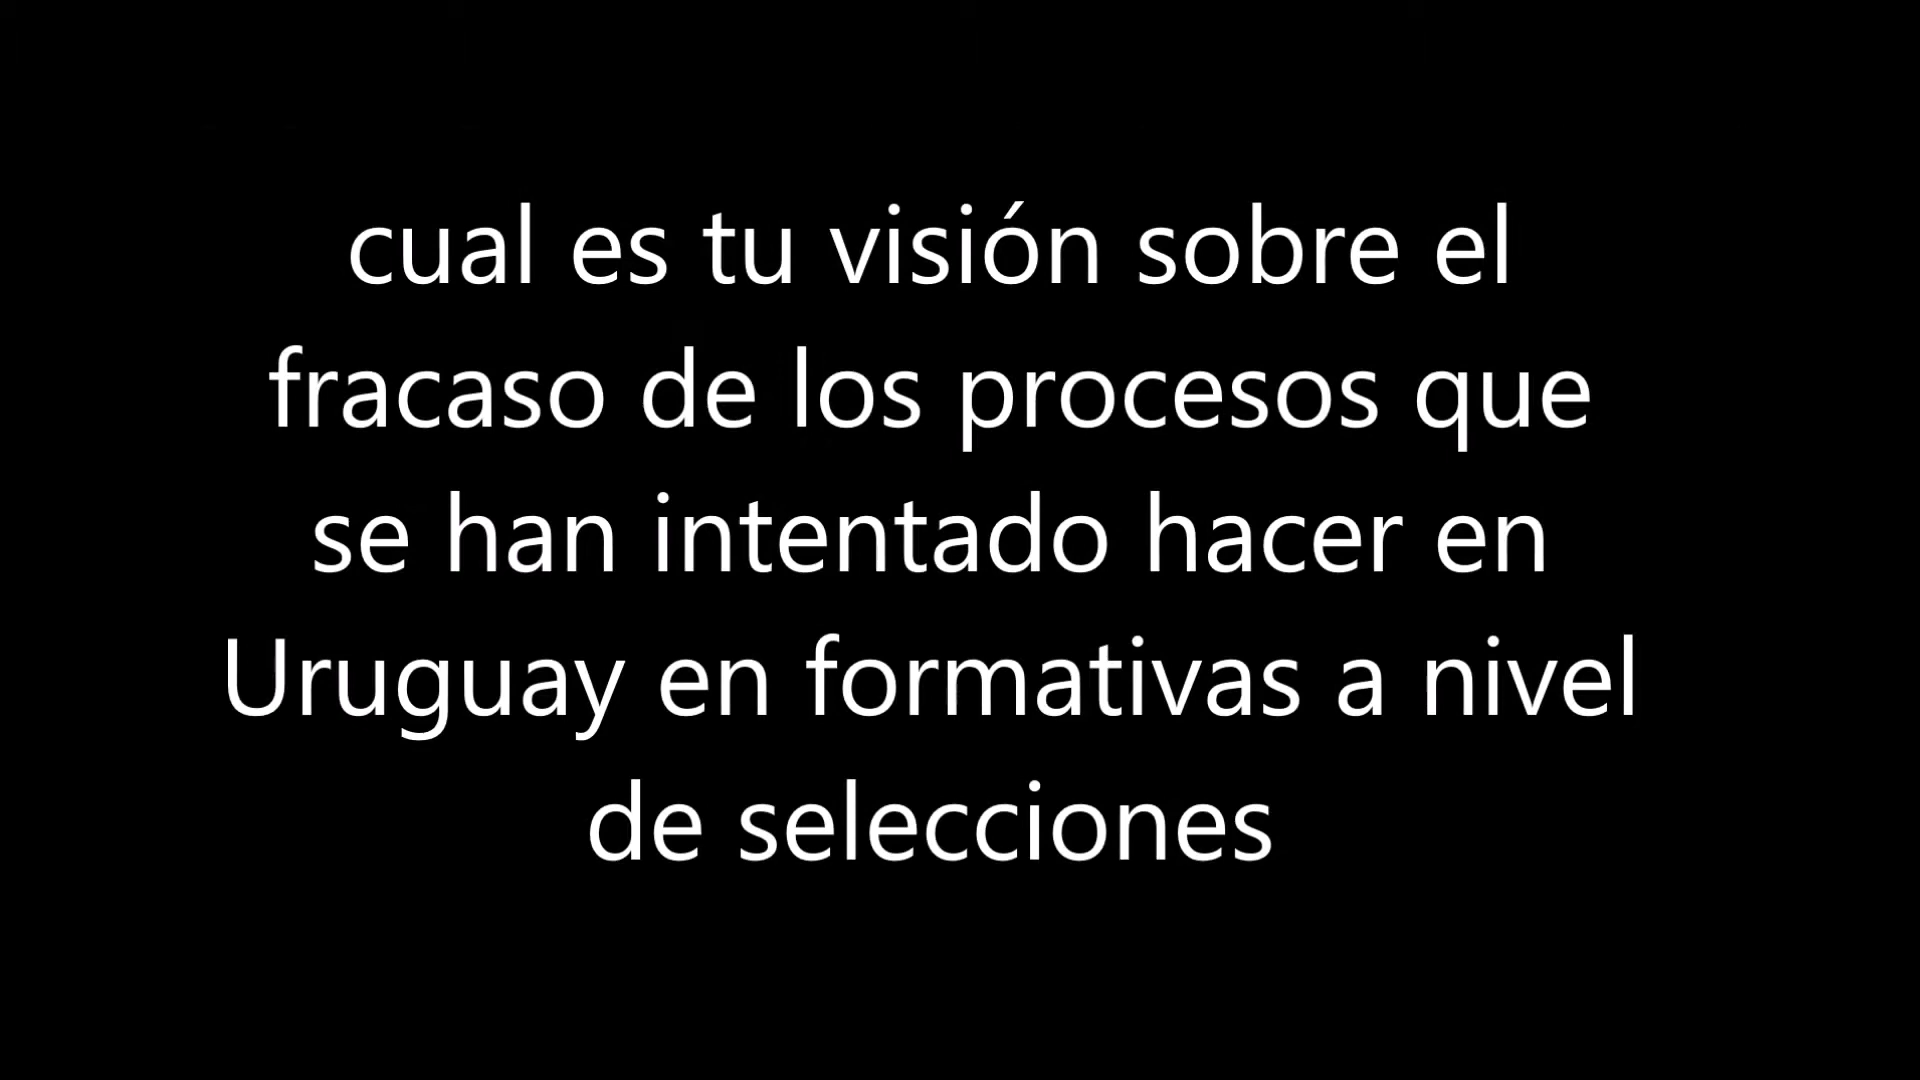 cual es tu visión sobre el
fracaso de los procesos que
se han intentado hacer en
Uruguay en formativas a nivel
de selecciones